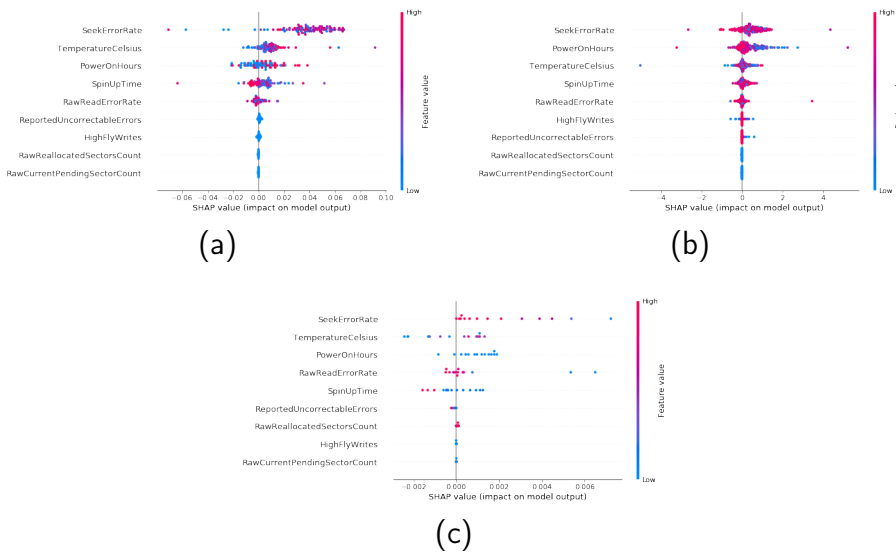 High
SeekErrorRate
TemperatureCelsius
PowerOnHours
SpinUpTime
RawReadErrorRate
ReportedUncorrectableErrors
HighFlyWrites
RawReallocatedSectorsCount
RawCurrentPendingSectorCount
Feature value
Low
−0.06 −0.04 −0.02 0.00 0.02 0.04 0.06 0.08 0.10
SHAP value (impact on model output)
(a)
High
SeekErrorRate
PowerOnHours
TemperatureCelsius
SpinUpTime
RawReadErrorRate
HighFlyWrites
ReportedUncorrectableErrors
RawReallocatedSectorsCount
RawCurrentPendingSectorCount
Low
−4 −2 0 2 4
SHAP value (impact on model output)
(b)
High
SeekErrorRate
TemperatureCelsius
PowerOnHours
RawReadErrorRate
SpinUpTime
ReportedUncorrectableErrors
RawReallocatedSectorsCount
HighFlyWrites
RawCurrentPendingSectorCount
Feature value
Low
−0.002 0.000 0.002 0.004 0.006
SHAP value (impact on model output)
(c)